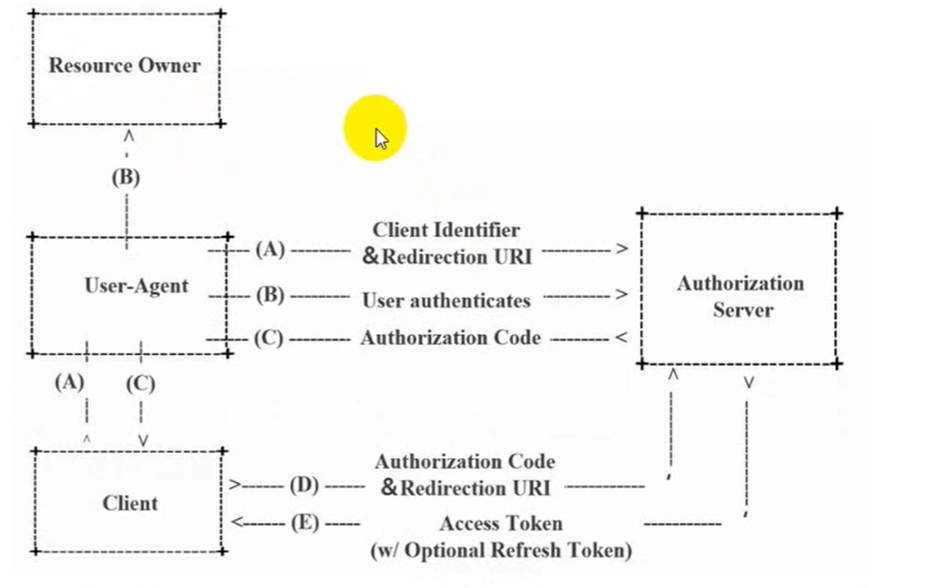 Resource Owner
(B)
Client Identifier
(A) &Redirection URI
User-Agent
(B) User authenticates
Authorization
Server
(C) Authorization Code
(A) (C)
Authorization Code
(D) &Redirection URI
Client
(E) Access Token
(w/ Optional Refresh Token)